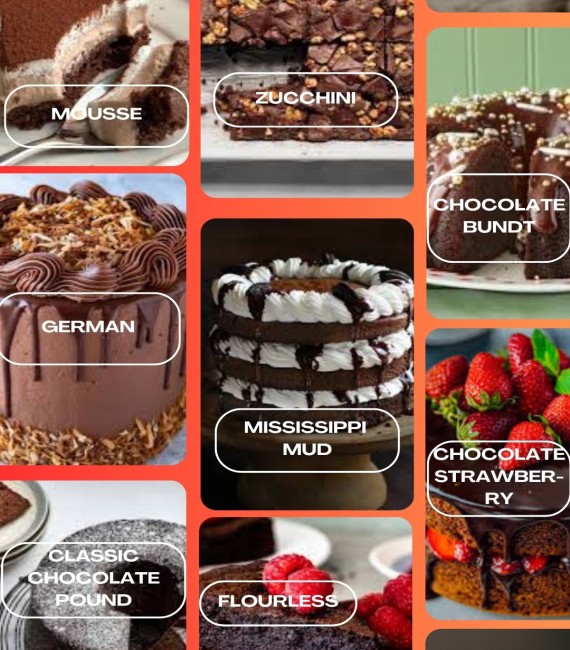 MOUSSE
ZUCCHINI
CHOCOLATE
BUNDT
GERMAN
MISSISSIPPI
MUD
CHOCOLATE
STRAWBER-
RY
CLASSIC
CHOCOLATE
POUND
FLOURLESS